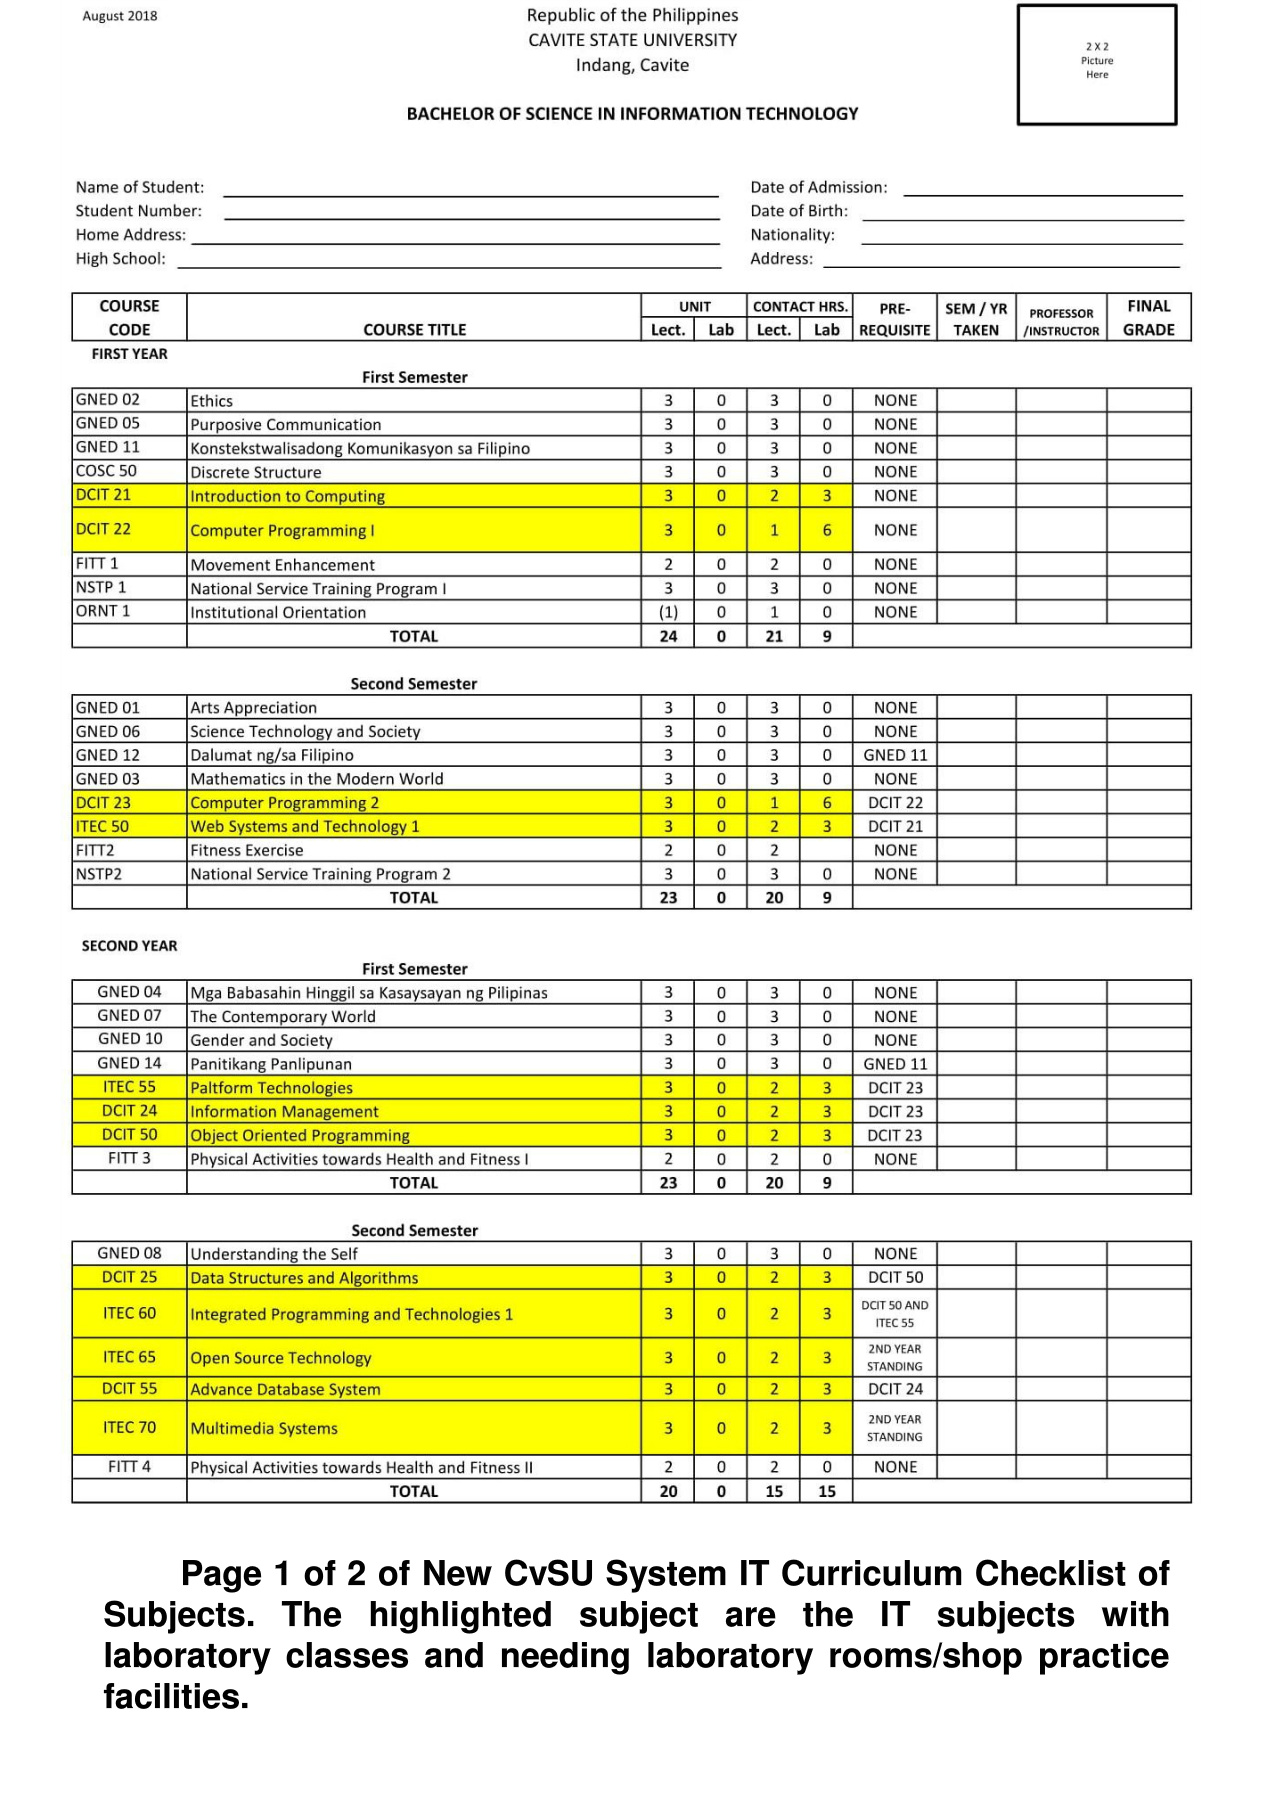 August 2018
Republic of the Philippines
CAVITE STATE UNIVERSITY
Indang, Cavite
2 X 2
Picture
Here
BACHELOR OF SCIENCE IN INFORMATION TECHNOLOGY
Name of Student:
Date of Admission:
Student Number:
Date of Birth:
Home Address:
Nationality:
High School:
Address:
COURSE CODE COURSE TITLE UNIT Lect. Lab CONTACT HRS. Lect. Lab PRE-REQUISITE SEM / YR TAKEN PROFESSOR /INSTRUCTOR FINAL GRADE
FIRST YEAR
First Semester
GNED 02 Ethics 3 0 3 0 NONE
GNED 05 Purposive Communication 3 0 3 0 NONE
GNED 11 Konstekstwalisadong Komunikasyon sa Filipino 3 0 3 0 NONE
COSC 50 Discrete Structure 3 0 3 0 NONE
DCIT 21 Introduction to Computing 3 0 2 3 NONE
DCIT 22 Computer Programming I 3 0 1 6 NONE
FITT 1 Movement Enhancement 2 0 2 0 NONE
NSTP 1 National Service Training Program I 3 0 3 0 NONE
ORNT 1 Institutional Orientation (1) 0 1 0 NONE
TOTAL 24 0 21 9
Second Semester
GNED 01 Arts Appreciation 3 0 3 0 NONE
GNED 06 Science Technology and Society 3 0 3 0 NONE
GNED 12 Dalumat ng/sa Filipino 3 0 3 0 GNED 11
GNED 03 Mathematics in the Modern World 3 0 3 0 NONE
DCIT 23 Computer Programming 2 3 0 1 6 DCIT 22
ITEC 50 Web Systems and Technology 1 3 0 2 3 DCIT 21
FITT2 Fitness Exercise 2 0 2 NONE
NSTP2 National Service Training Program 2 3 0 3 0 NONE
TOTAL 23 0 20 9
SECOND YEAR
First Semester
GNED 04 Mga Babasahin Hinggil sa Kasaysayan ng Pilipinas 3 0 3 0 NONE
GNED 07 The Contemporary World 3 0 3 0 NONE
GNED 10 Gender and Society 3 0 3 0 NONE
GNED 14 Panitikang Panlipunan 3 0 3 0 GNED 11
ITEC 55 Paltform Technologies 3 0 2 3 DCIT 23
DCIT 24 Information Management 3 0 2 3 DCIT 23
DCIT 50 Object Oriented Programming 3 0 2 3 DCIT 23
FITT 3 Physical Activities towards Health and Fitness I 2 0 2 0 NONE
TOTAL 23 0 20 9
Second Semester
GNED 08 Understanding the Self 3 0 3 0 NONE
DCIT 25 Data Structures and Algorithms 3 0 2 3 DCIT 50
ITEC 60 Integrated Programming and Technologies 1 3 0 2 3 DCIT 50 AND ITEC 55
ITEC 65 Open Source Technology 3 0 2 3 2ND YEAR STANDING
DCIT 55 Advance Database System 3 0 2 3 DCIT 24
ITEC 70 Multimedia Systems 3 0 2 3 2ND YEAR STANDING
FITT 4 Physical Activities towards Health and Fitness II 2 0 2 0 NONE
TOTAL 20 0 15 15
Page 1 of 2 of New CvSU System IT Curriculum Checklist of
Subjects. The highlighted subject are the IT subjects with
laboratory classes and needing laboratory rooms/shop practice
facilities.